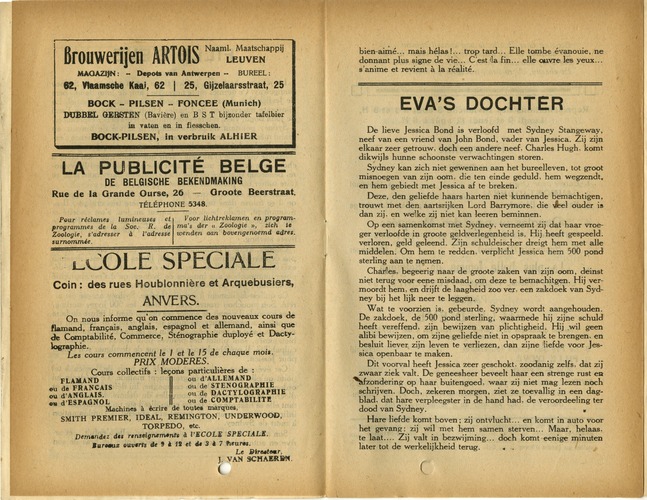 Brouwerijen ARTOIS Naaml. Maatschappij
LEUVEN
MAGAZIJN: - Depots van Antwerpen - BUREEL:
62, Vlaamsche Kaai, 62 | 25, Gijzelaarsstraat, 25
BOCK - PILSEN - FONCEE (Munich)
DUBBEL GERSTEN (Bavière) en B S T bijzonder tafelbier
in vaten en in flesschen.
BOCK-PILSEN, in verbruik ALHIER
LA PUBLICITÉ BELGE
DE BELGISCHE BEKENDMAKING
Rue de la Grande Ourse, 26 — Groote Beerstraat,
TÉLÉPHONE 5348.
Pour réclames lumineuses et
programmes de la Soc. R. de
Zoologie, s'adresser à l'adresse
surnommée.
Voor lichtreklamen en program-
ma's der « Zoologie », zich te
wenden aan bovengenoemd adres.
ECOLE SPECIALE
Coin: des rues Houblonnière et Arquebusiers,
ANVERS.
On nous informe qu'on commence des nouveaux cours de
flamand, français, anglais, espagnol et allemand, ainsi que
de Comptabilité, Commerce, Sténographie duployé et Dacty-
lographie.
Les cours commencent le 1 et le 15 de chaque mois.
PRIX MODERES.
Cours collectifs : leçons particulières de :
FLAMAND
ou de FRANCAIS
ou d'ANGLAIS.
ou d'ESPAGNOL
ou d'ALLEMAND
ou de STENOGRAPHIE
ou de DACTYLOGRAPHIE
ou de COMPTABILITE
Machines à écrire de toutes marques,
SMITH PREMIER, IDEAL, REMINGTON, UNDERWOOD,
TORPEDO, etc.
Demandez des renseignements à l'ECOLE SPECIALE.
Bureaux ouverts de 9 à 12 et de 3 à 7 heures.
Le Directeur,
J. VAN SCHAEREN.
bien-aimé... mais hélas!... trop tard... Elle tombe évanouie, ne
donnant plus signe de vie... C'est la fin... elle ouvre les yeux...
s'anime et revient à la réalité.
EVA'S DOCHTER
De lieve Jessica Bond is verloofd met Sydney Stangeway,
neef van een vriend van John Bond, vader van Jessica. Zij zijn
elkaar zeer getrouw, doch een andere neef, Charles Hugh, komt
dikwijls hunne schoonste verwachtingen storen.
Sydney kan zich niet gewennen aan het bureelleven, tot groot
misnoegen van zijn oom, die ten einde geduld, hem wegzendt,
en hem gebiedt met Jessica af te breken.
Deze, den geliefde haars harten niet kunnende bemachtigen,
trouwt met den aartsrijken Lord Barrymore, die veel ouder is
dan zij, en welke zij niet kan leeren beminnen.
Op een samenkomst met Sydney, verneemt zij dat haar vroe-
ger verloofde in groote geldverlegenheid is. Hij heeft gespeeld,
verloren, geld geleend. Zijn schuldeischer dreigt hem met alle
middelen. Om hem te redden, verplicht Jessica hem 500 pond
sterling aan te nemen.
Charles, begeerig naar de groote zaken van zijn oom, deinst
niet terug voor eene misdaad, om deze te bemachtigen. Hij ver-
moordt hem, en drijft de laagheid zoo ver, een zakdoek van Syd-
ney bij het lijk neer te leggen.
Wat te voorzien is, gebeurde. Sydney wordt aangehouden.
De zakdoek, de 500 pond sterling, waarmede hij zijne schuld
heeft vereffend, zijn bewijzen van plichtigheid. Hij wil geen
alibi bewijzen, om zijne geliefde niet in opspraak te brengen, en
besluit liever zijn leven te verliezen, dan zijne liefde voor Jes-
sica openbaar te maken.
Dit voorval heeft Jessica zeer geschokt, zoodanig zelfs, dat zij
zwaar ziek valt. De geneesheer beveelt haar een strenge rust en
afzondering op haar buitengoed, waar zij niet mag lezen noch
schrijven. Doch, zekeren morgen, ziet ze toevallig in een dag-
blad, dat hare verpleegster in de hand had, de veroordeeling ter
dood van Sydney.
Hare liefde komt boven; zij ontvlucht... en komt in auto voor
het gevang; zij wil met hem samen sterven... Maar, helaas,
te laat.... Zij valt in bezwijming... doch komt eenige minuten
later tot de werkelijkheid terug.